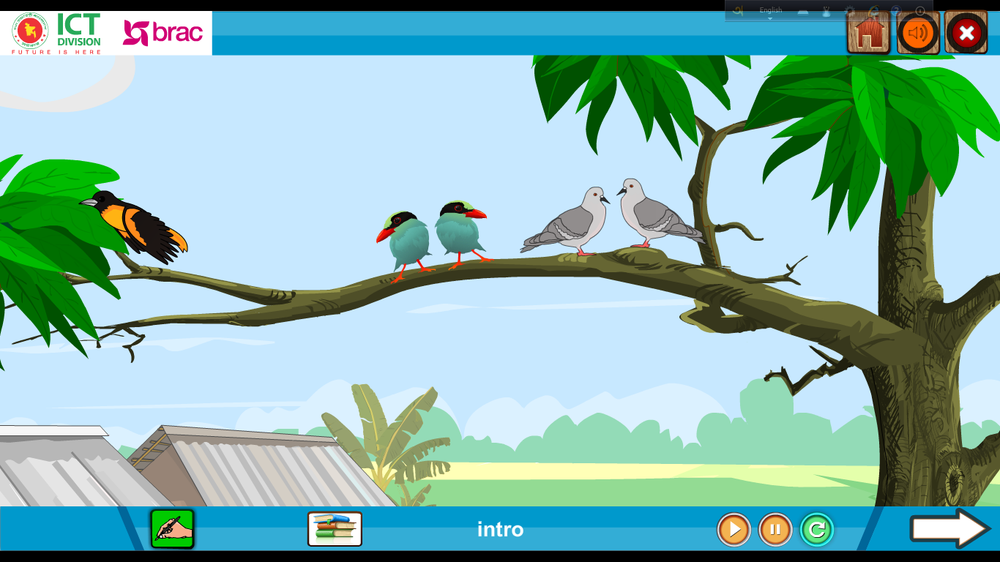 English
ICT
DIVISION
FUTURE IS HERE
brac
intro